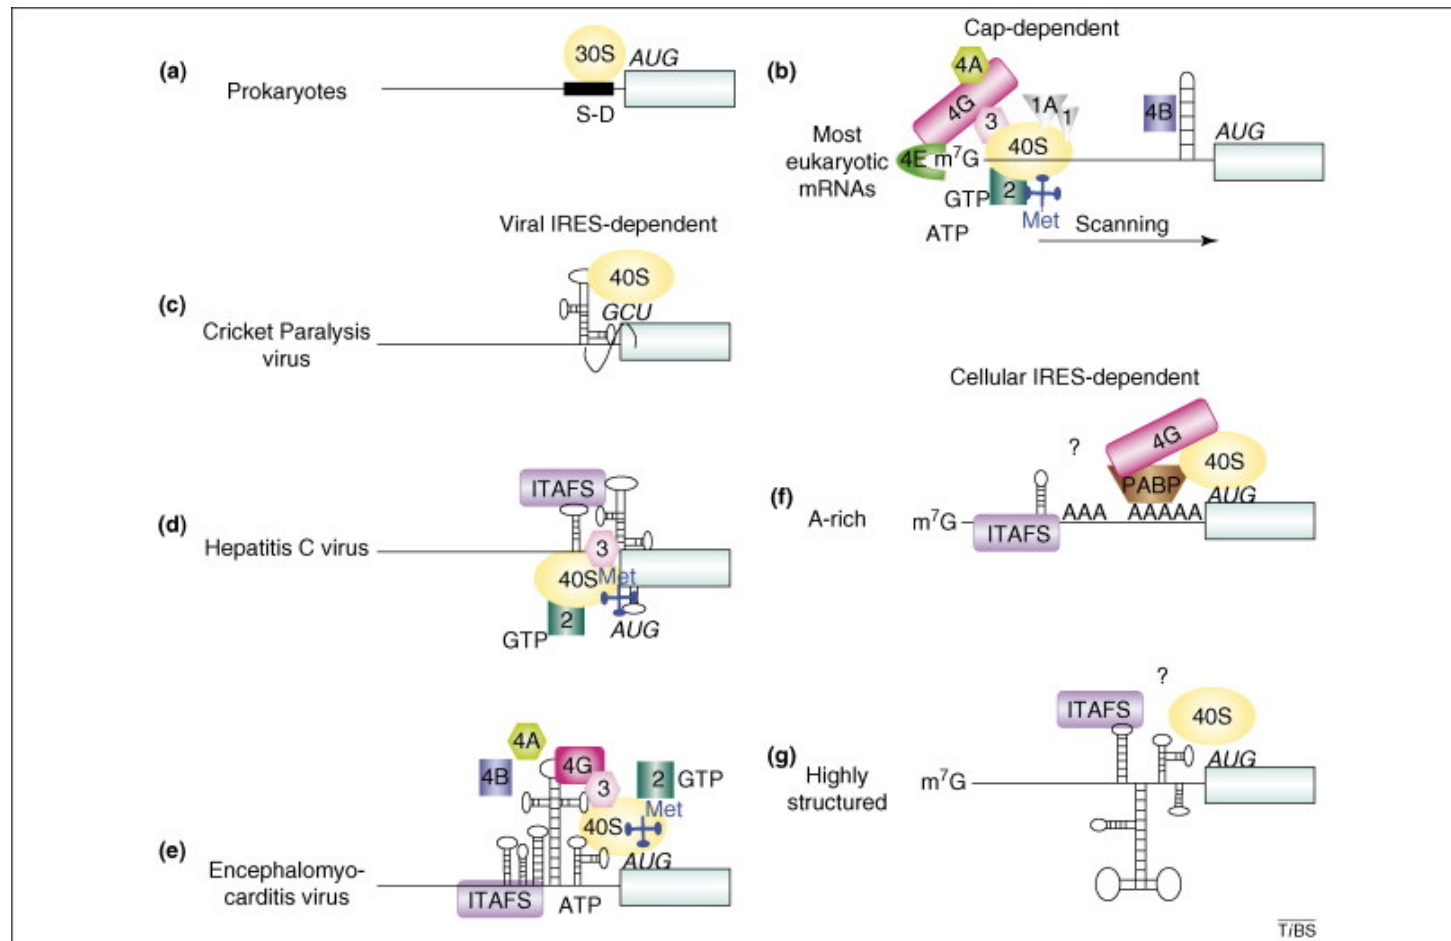 (a)
Prokaryotes
30S
AUG
S-D
Cap-dependent
(b)
Most
eukaryotic
mRNAs
4A
4G
3
1A
1
40S
4E
m⁷G
GTP
2
Met
ATP
Scanning
4B
AUG
Viral IRES-dependent
(c)
Cricket Paralysis
virus
40S
GCU
(d)
Hepatitis C virus
ITAFS
3
40S
Met
2
GTP
AUG
(e)
Encephalomyo-
carditis virus
4A
4B
4G
3
2
GTP
Met
40S
AUG
ITAFS
ATP
Cellular IRES-dependent
(f)
A-rich
m⁷G
?
4G
40S
PABP
AUG
AAA
AAAAA
ITAFS
(g)
Highly
structured
m⁷G
ITAFS
?
40S
AUG
TiBS